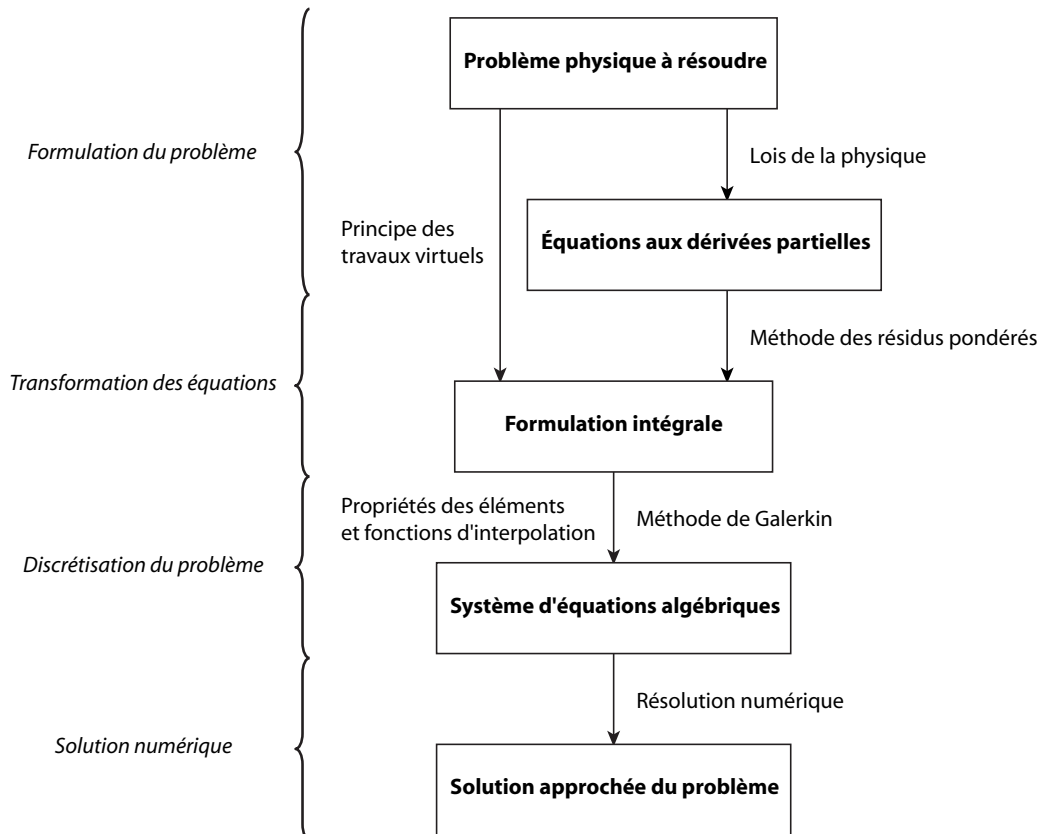 Problème physique à résoudre
Formulation du problème
Lois de la physique
Principe des
travaux virtuels
Équations aux dérivées partielles
Méthode des résidus pondérés
Transformation des équations
Formulation intégrale
Propriétés des éléments
et fonctions d'interpolation
Méthode de Galerkin
Discrétisation du problème
Système d'équations algébriques
Résolution numérique
Solution numérique
Solution approchée du problème